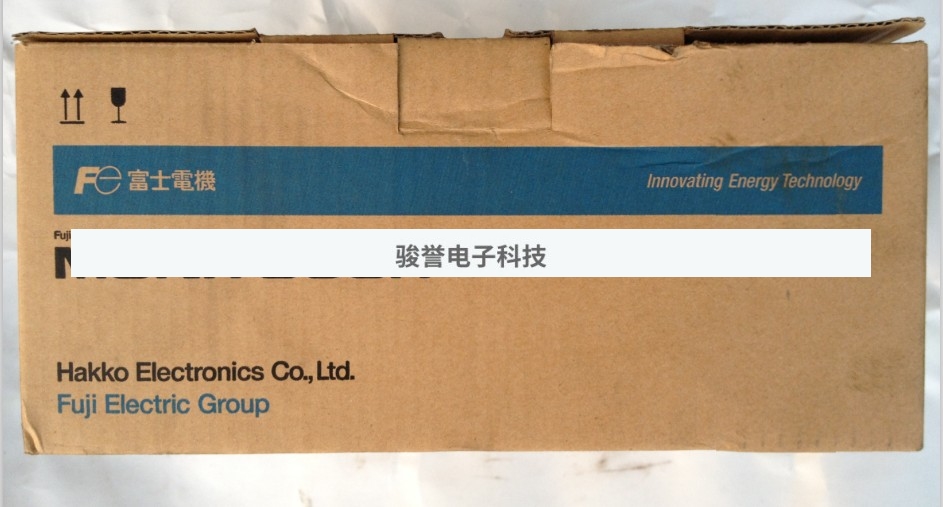 Fe 富士電機
Innovating Energy Technology
骏誉电子科技
Hakko Electronics Co., Ltd.
Fuji Electric Group